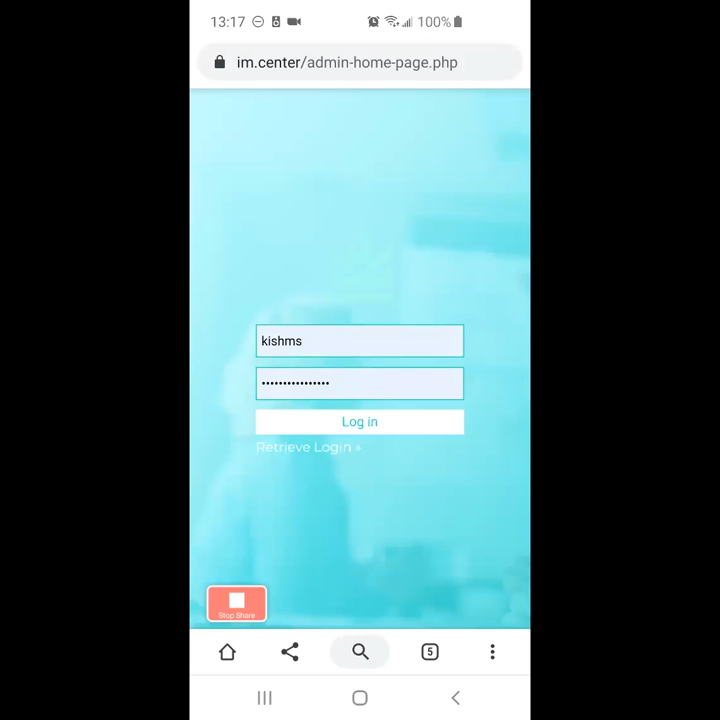 13:17 100%
im.center/admin-home-page.php
kishms
••••••••••••••••
Log in
Retrieve Login »
Stop Share
5